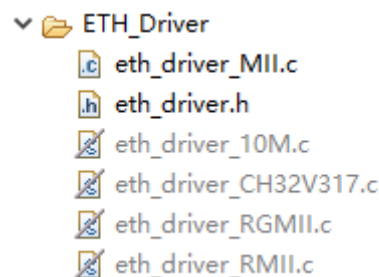 ETH_Driver
eth_driver_MII.c
eth_driver.h
eth_driver_10M.c
eth_driver_CH32V317.c
eth_driver_RGMII.c
eth_driver_RMII.c